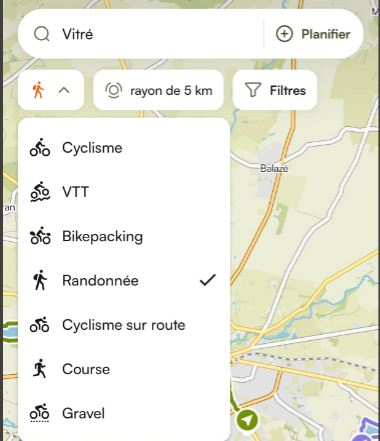 Vitré
Planifier
rayon de 5 km
Filtres
Cyclisme
VTT
Balazé
Bikepacking
Randonnée
Cyclisme sur route
Course
Gravel